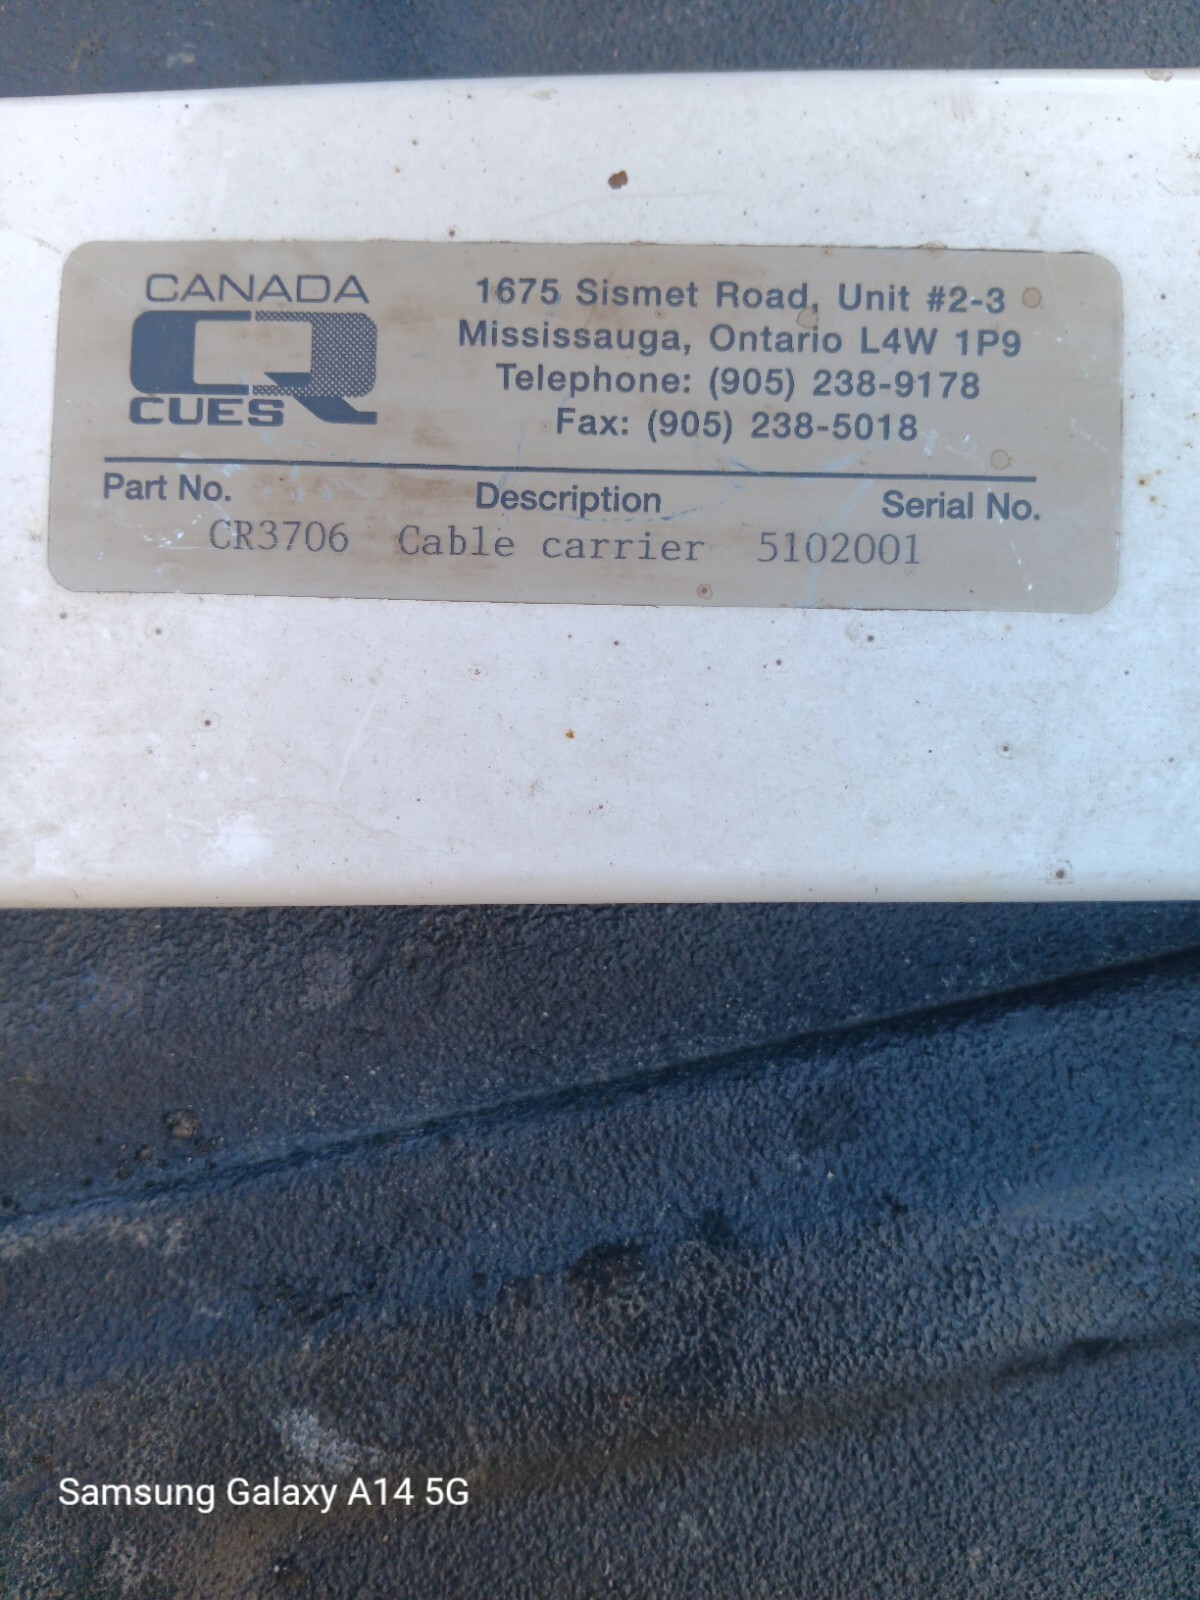 CANADA
CUES
1675 Sismet Road, Unit #2-3
Mississauga, Ontario L4W 1P9
Telephone: (905) 238-9178
Fax: (905) 238-5018
Part No. Description Serial No.
CR3706 Cable carrier 5102001
Samsung Galaxy A14 5G